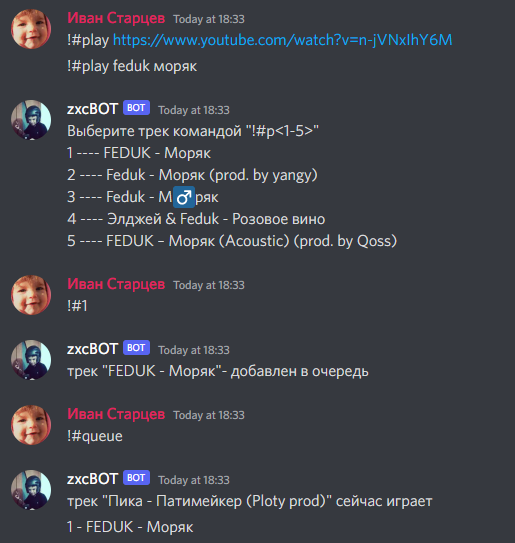 Иван Старцев Today at 18:33
!#play https://www.youtube.com/watch?v=n-jVNxIhY6M
!#play feduk моряк
zxcBOT BOT Today at 18:33
Выберите трек командой "!#p<1-5>"
1 ---- FEDUK - Моряк
2 ---- Feduk - Моряк (prod. by yangy)
3 ---- Feduk - М♂ряк
4 ---- Элджей & Feduk - Розовое вино
5 ---- FEDUK – Моряк (Acoustic) (prod. by Qoss)
Иван Старцев Today at 18:33
!#1
zxcBOT BOT Today at 18:33
трек "FEDUK - Моряк"- добавлен в очередь
Иван Старцев Today at 18:33
!#queue
zxcBOT BOT Today at 18:33
трек "Пика - Патимейкер (Ploty prod)" сейчас играет
1 - FEDUK - Моряк